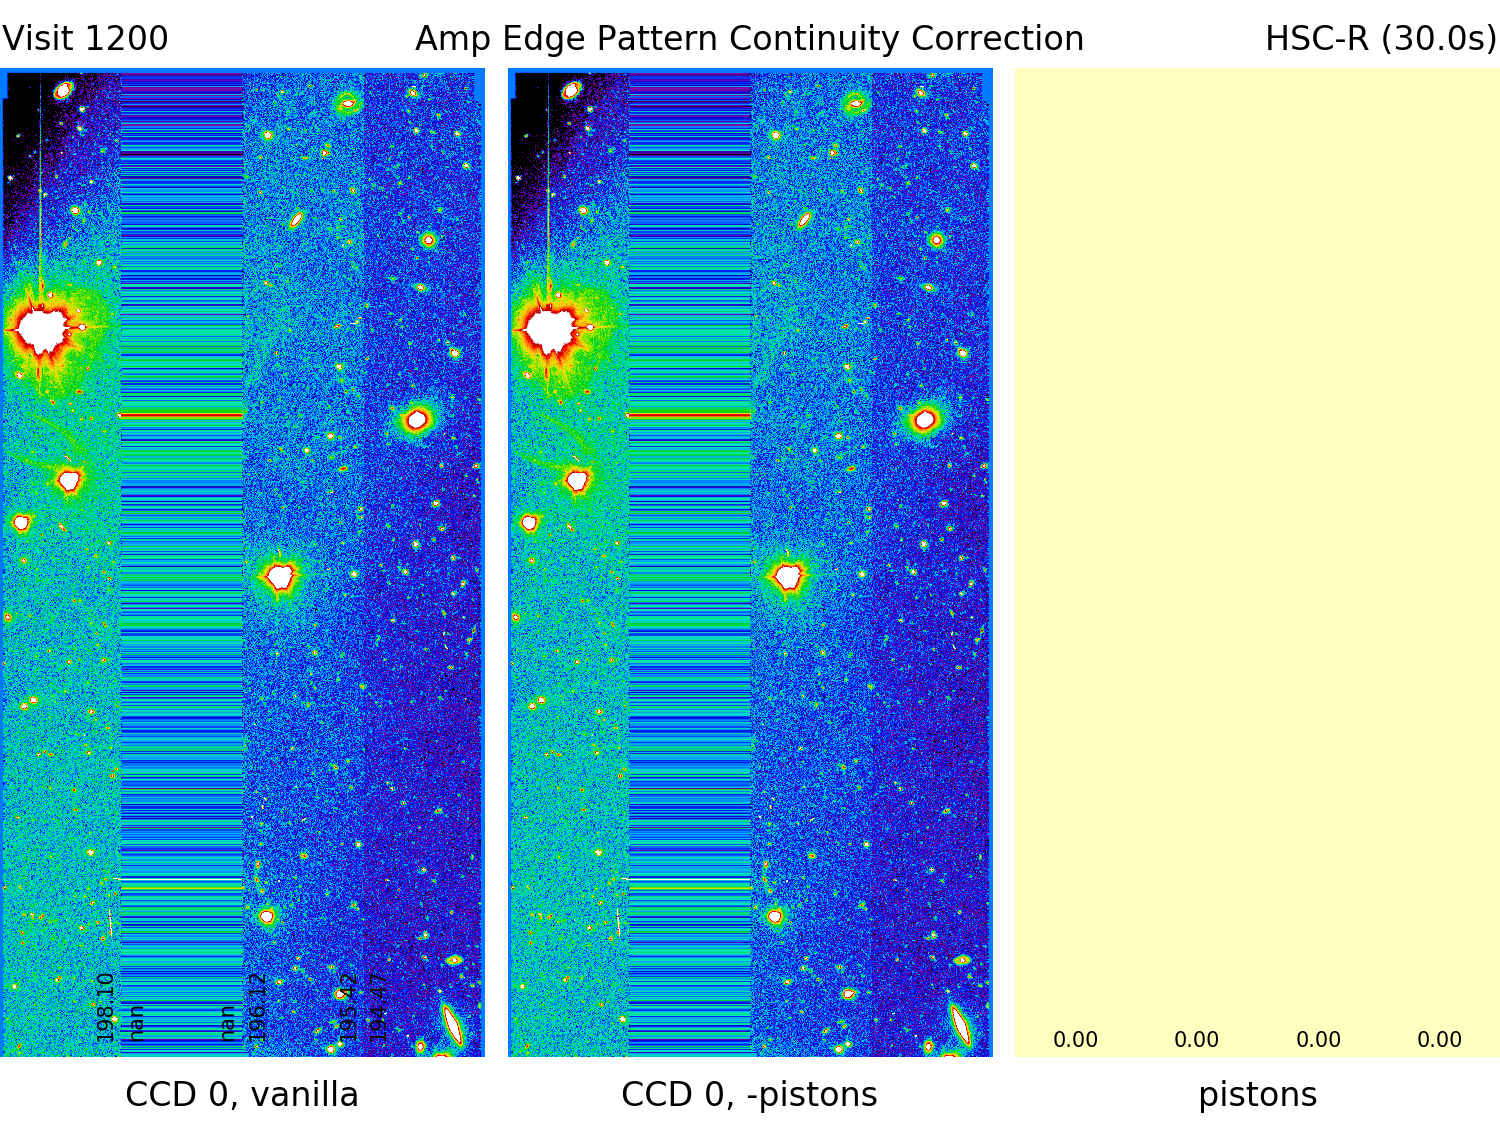 Visit 1200
Amp Edge Pattern Continuity Correction
HSC-R (30.0s)
198.10
nan
nan
196.12
195.42
194.47
0.00
0.00
0.00
0.00
CCD 0, vanilla
CCD 0, -pistons
pistons